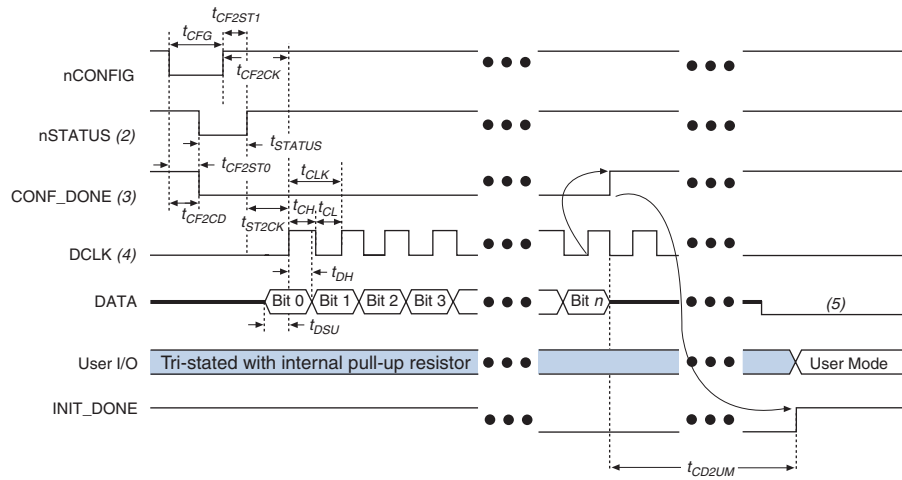 tCF2ST1
tCFG
tCF2CK
nCONFIG
nSTATUS (2)
tSTATUS
tCF2ST0
tCLK
CONF_DONE (3)
tCF2CD
tST2CK
tCH
tCL
DCLK (4)
tDH
DATA
Bit 0
Bit 1
Bit 2
Bit 3
Bit n
(5)
tDSU
User I/O
Tri-stated with internal pull-up resistor
User Mode
INIT_DONE
tCD2UM